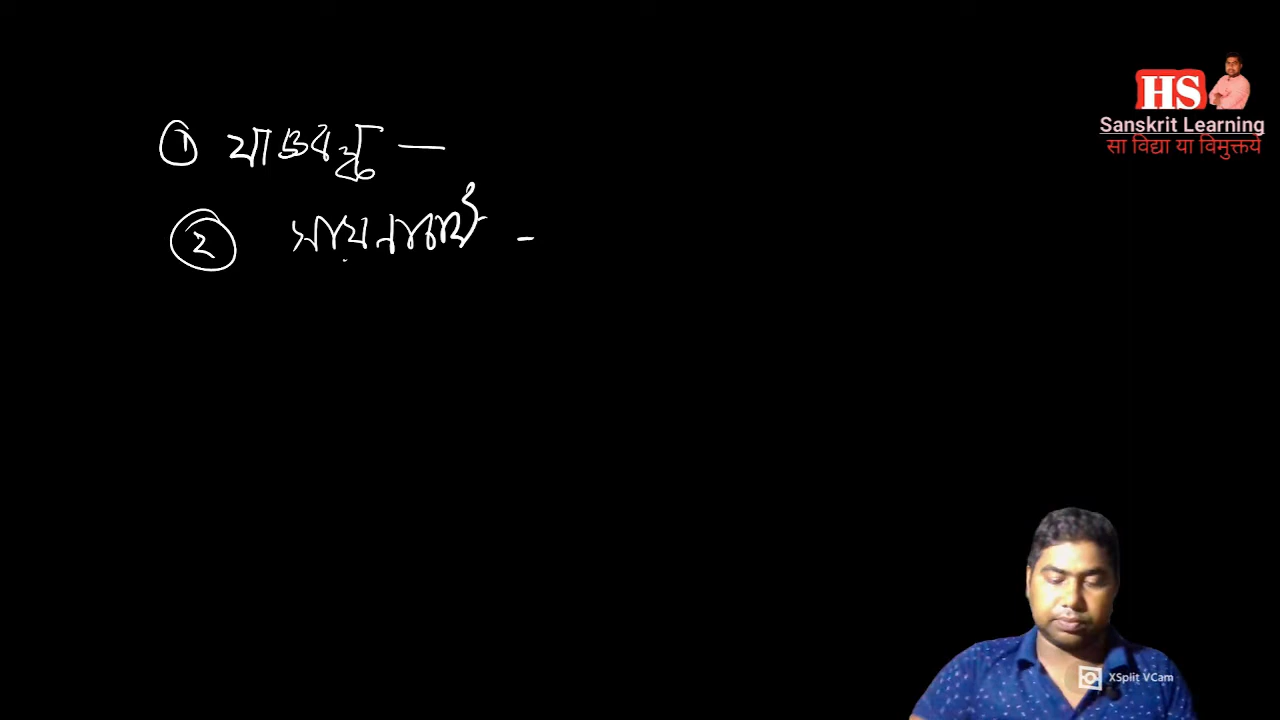 HS
Sanskrit Learning
सा विद्या या विमुक्तये
①
② সায়নাচার্য -
XSplit VCam